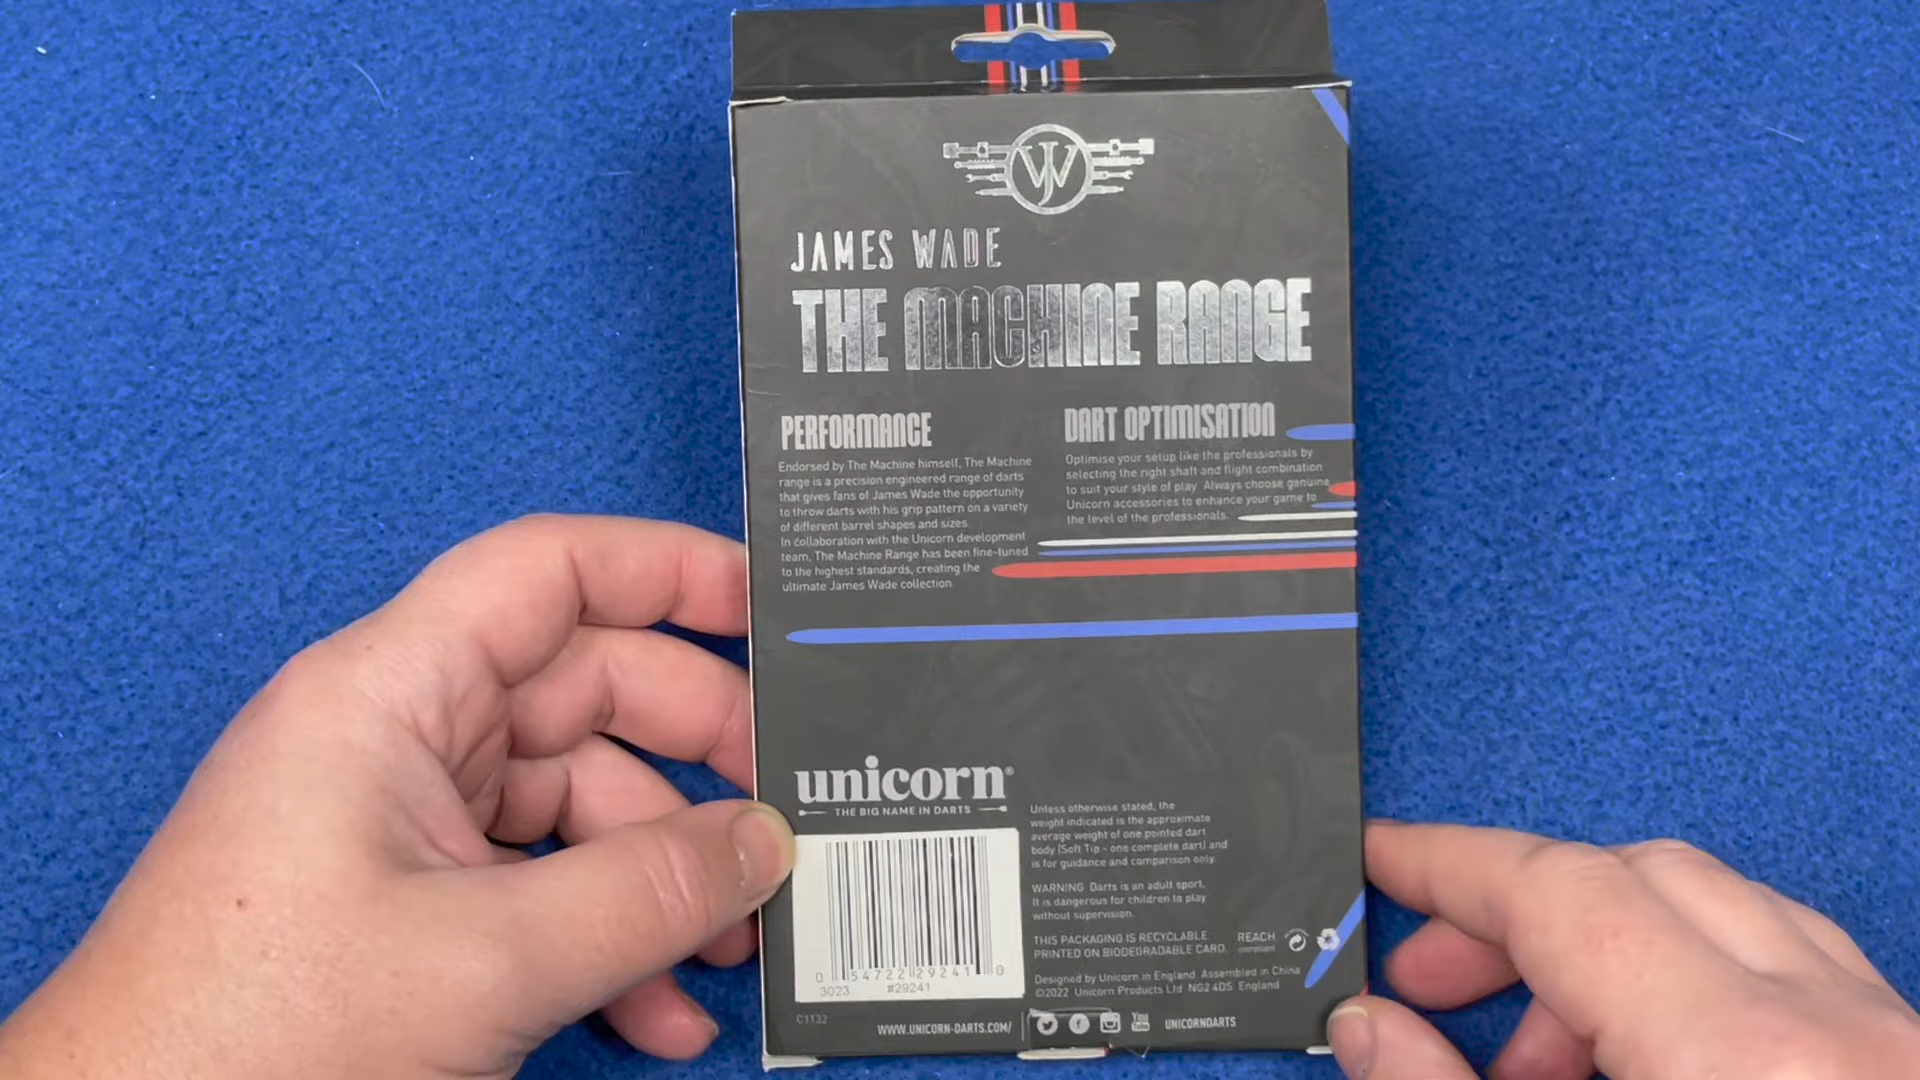 JW
JAMES WADE
THE MACHINE RANGE
PERFORMANCE
Endorsed by The Machine himself, The Machine
range is a precision engineered range of darts
that gives fans of James Wade the opportunity
to throw darts with his grip pattern on a variety
of different barrel shapes and sizes.
In collaboration with the Unicorn development
team, The Machine Range has been fine-tuned
to the highest standards, creating the
ultimate James Wade collection.
DART OPTIMISATION
Optimise your setup like the professionals by
selecting the right shaft and flight combination
to suit your style of play. Always choose genuine
Unicorn accessories to enhance your game to
the level of the professionals.
unicorn®
THE BIG NAME IN DARTS
0 54722 29241 0
3023 #29241
C1132
Unless otherwise stated, the
weight indicated is the approximate
average weight of one pointed dart
body (Soft Tip - one complete dart) and
is for guidance and comparison only.
WARNING Darts is an adult sport.
It is dangerous for children to play
without supervision.
THIS PACKAGING IS RECYCLABLE.
PRINTED ON BIODEDRADABLE CARD.
REACH
compliant
Designed by Unicorn in England Assembled in China
©2022 Unicorn Products Ltd NG2 4DS England
WWW.UNICORN-DARTS.COM/
You
Tube
UNICORNDARTS